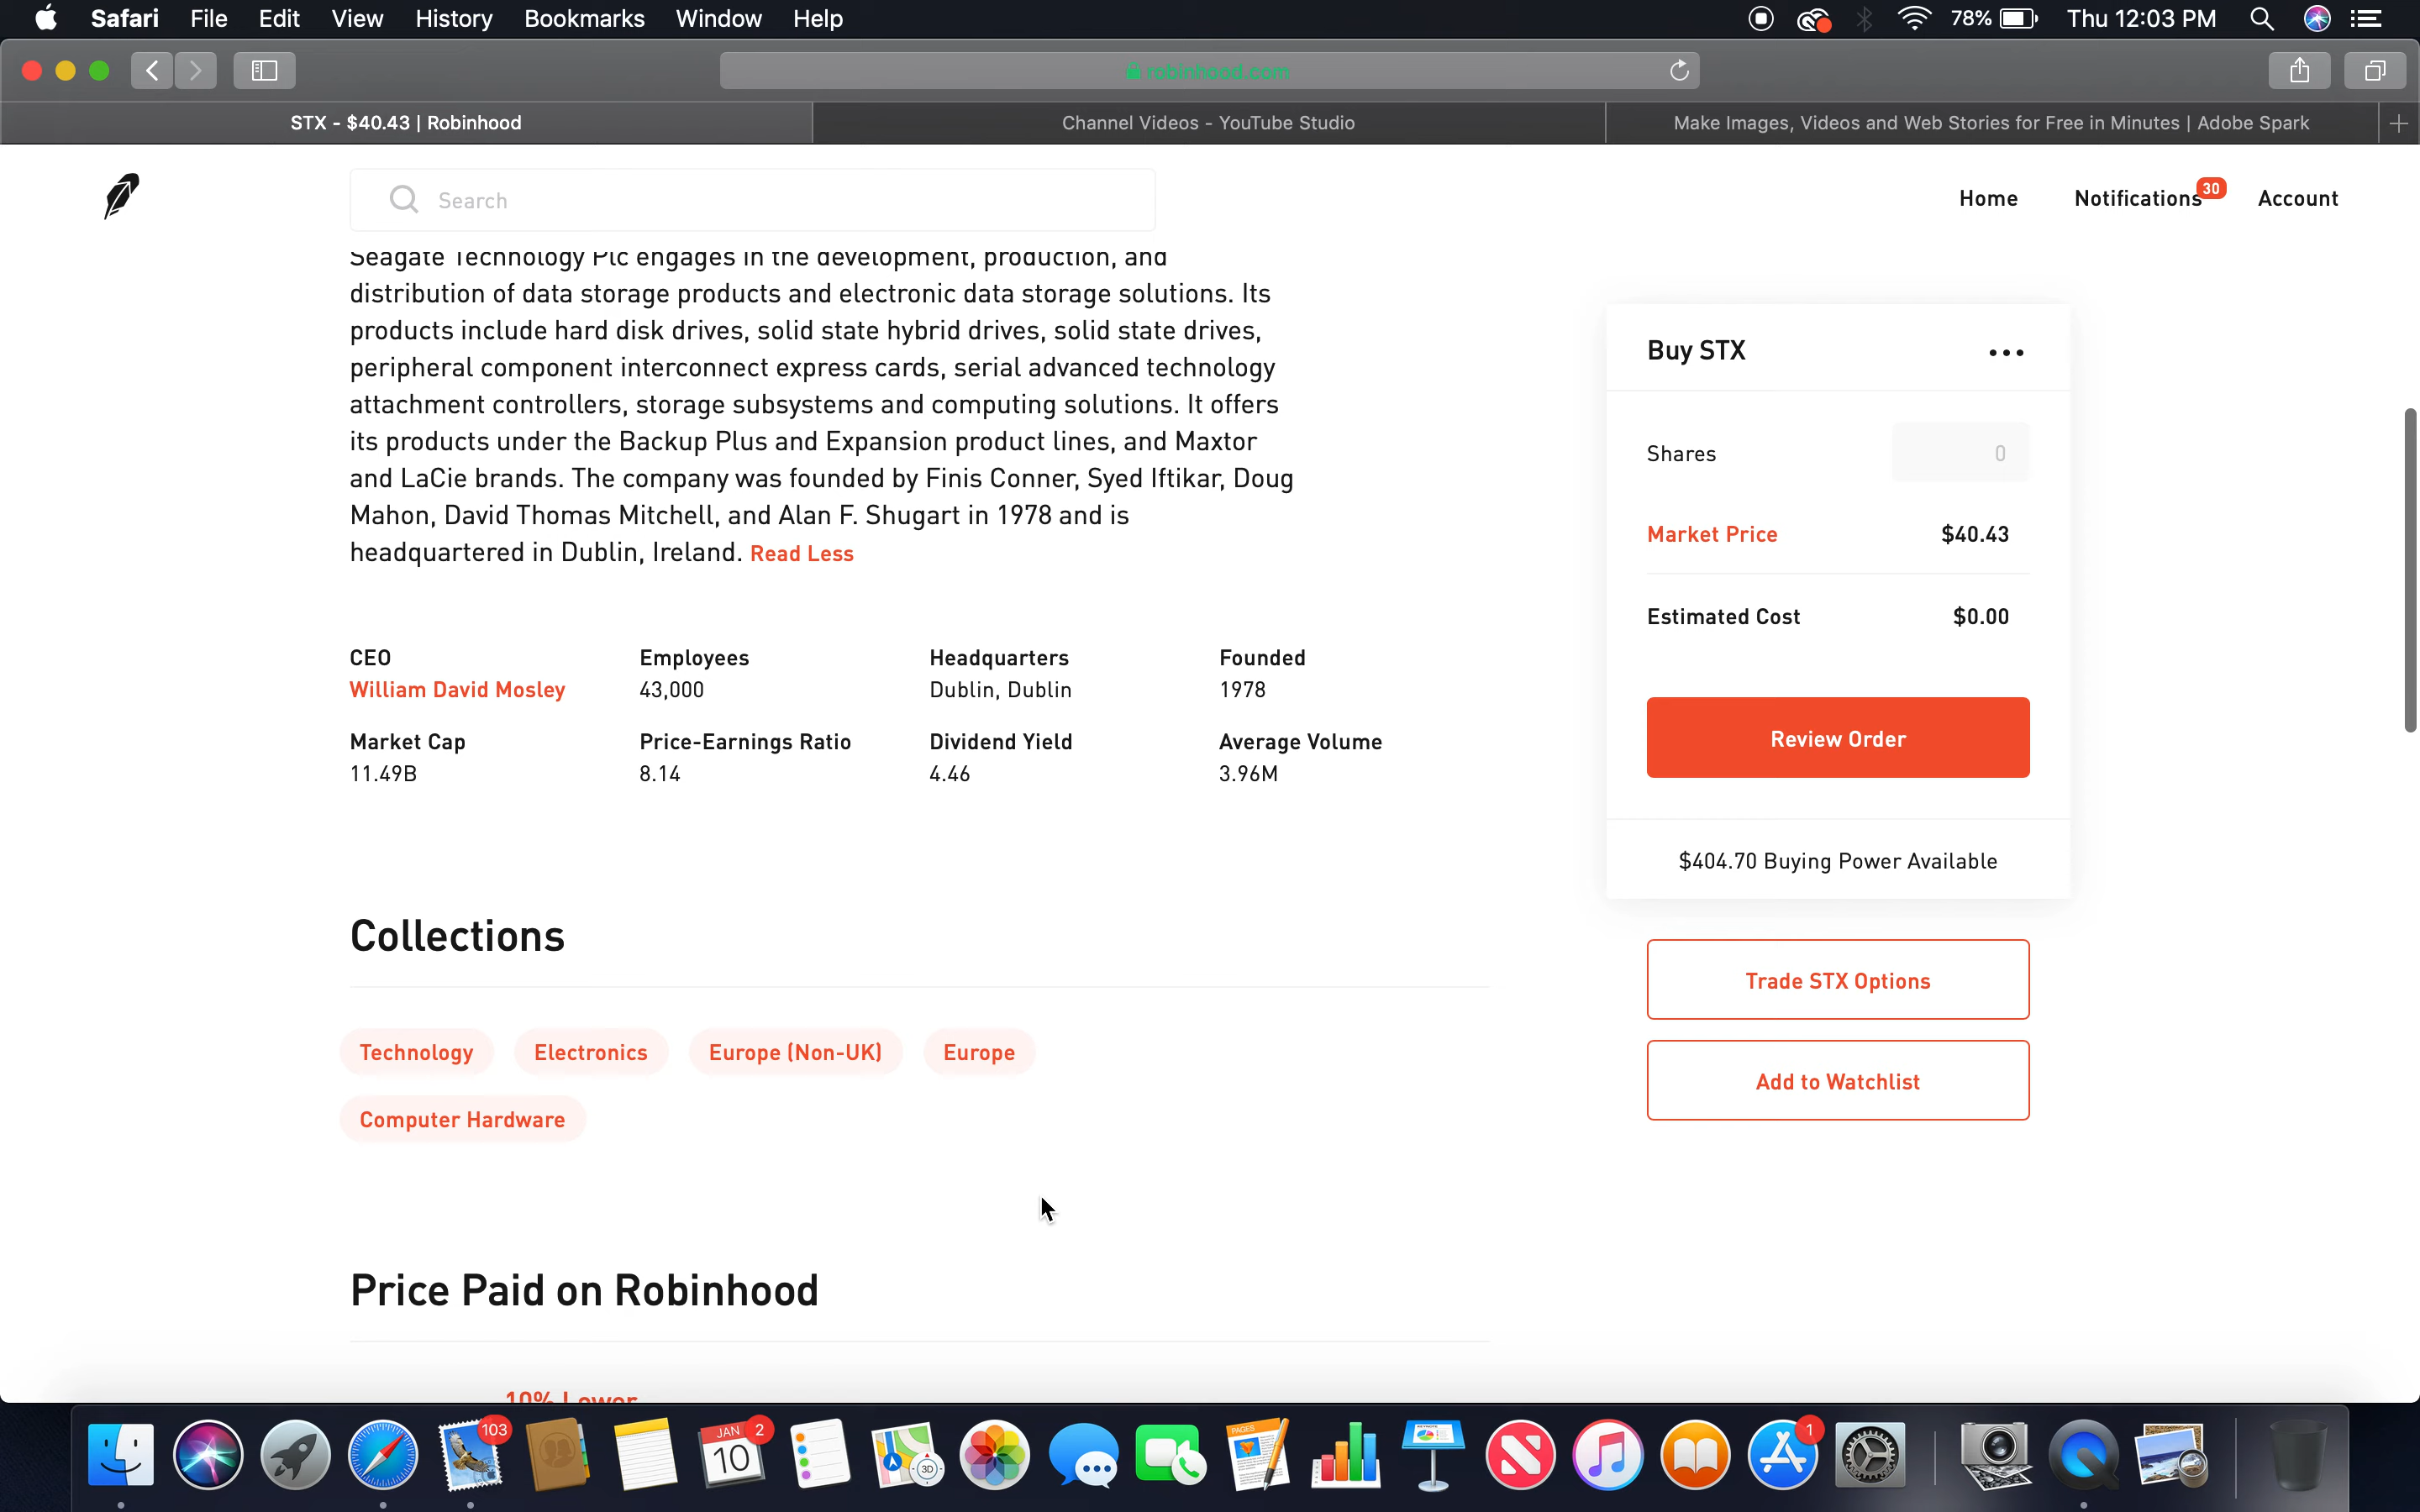 Safari File Edit View History Bookmarks Window Help 78% Thu 12:03 PM
robinhood.com
STX - $40.43 | Robinhood Channel Videos - YouTube Studio Make Images, Videos and Web Stories for Free in Minutes | Adobe Spark
Search Home Notifications 30 Account
Seagate Technology Plc engages in the development, production, and
distribution of data storage products and electronic data storage solutions. Its
products include hard disk drives, solid state hybrid drives, solid state drives,
peripheral component interconnect express cards, serial advanced technology
attachment controllers, storage subsystems and computing solutions. It offers
its products under the Backup Plus and Expansion product lines, and Maxtor
and LaCie brands. The company was founded by Finis Conner, Syed Iftikar, Doug
Mahon, David Thomas Mitchell, and Alan F. Shugart in 1978 and is
headquartered in Dublin, Ireland. Read Less
CEO Employees Headquarters Founded
William David Mosley 43,000 Dublin, Dublin 1978
Market Cap Price-Earnings Ratio Dividend Yield Average Volume
11.49B 8.14 4.46 3.96M
Collections
Technology Electronics Europe (Non-UK) Europe
Computer Hardware
Price Paid on Robinhood
10% Lower
Buy STX
Shares 0
Market Price $40.43
Estimated Cost $0.00
Review Order
$404.70 Buying Power Available
Trade STX Options
Add to Watchlist
103 JAN 10 2 3D PAGES 1